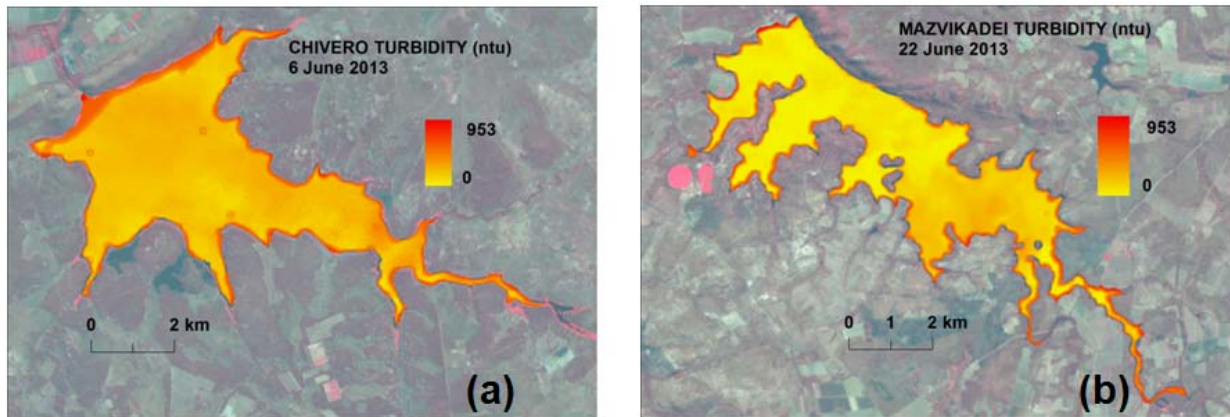 CHIVERO TURBIDITY (ntu)
6 June 2013
953
0
0 2 km
(a)
MAZVIKADEI TURBIDITY (ntu)
22 June 2013
953
0
0 1 2 km
(b)